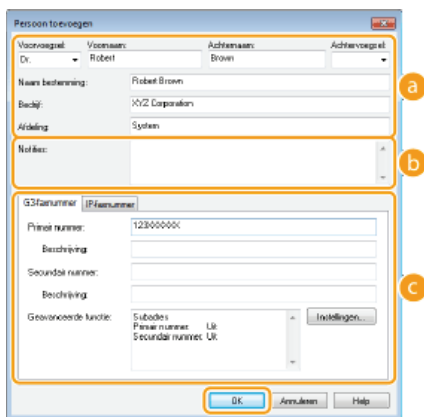 Persoon toevoegen
Voorvoegsel: Voornaam: Achternaam: Achtervoegsel:
Dr. Robert Brown
Naam bestemming: Robert Brown
Bedrijf: XYZ Corporation
Afdeling: System
a
Notities:
b
G3-faxnummer IP-faxnummer
Primair nummer: 123XXXXXX
Beschrijving:
Secundair nummer:
Beschrijving:
Geavanceerde functie: Subadres Instellingen...
Primair nummer: Uit
Secundair nummer: Uit
c
OK Annuleren Help